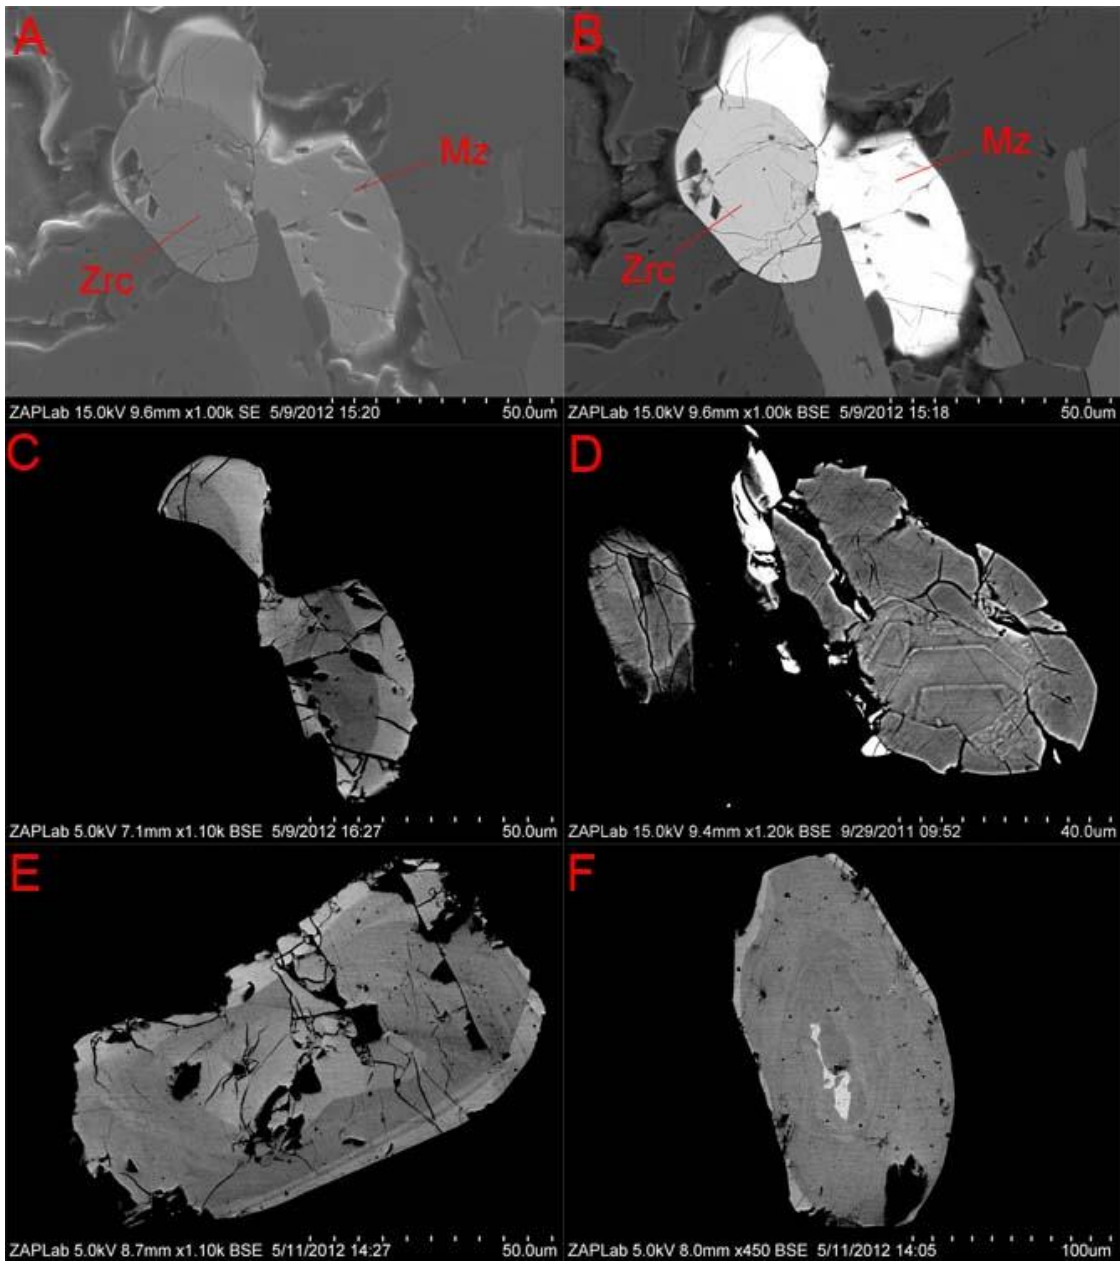 A
Mz
Zrc
ZAPLab 15.0kV 9.6mm x1.00k SE 5/9/2012 15:20 50.0um
B
Mz
Zrc
ZAPLab 15.0kV 9.6mm x1.00k BSE 5/9/2012 15:18 50.0um
C
ZAPLab 5.0kV 7.1mm x1.10k BSE 5/9/2012 16:27 50.0um
D
ZAPLab 15.0kV 9.4mm x1.20k BSE 9/29/2011 09:52 40.0um
E
ZAPLab 5.0kV 8.7mm x1.10k BSE 5/11/2012 14:27 50.0um
F
ZAPLab 5.0kV 8.0mm x450 BSE 5/11/2012 14:05 100um